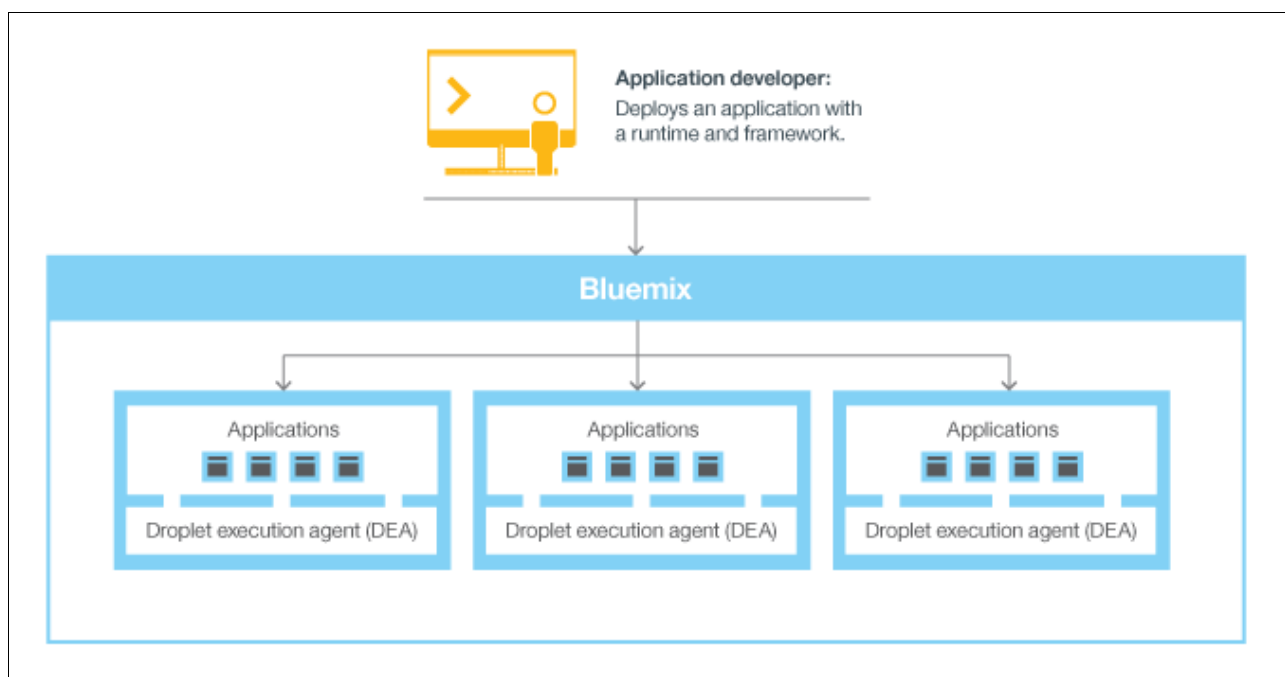 Application developer:
Deploys an application with
a runtime and framework.
Bluemix
Applications
Applications
Applications
Droplet execution agent (DEA)
Droplet execution agent (DEA)
Droplet execution agent (DEA)